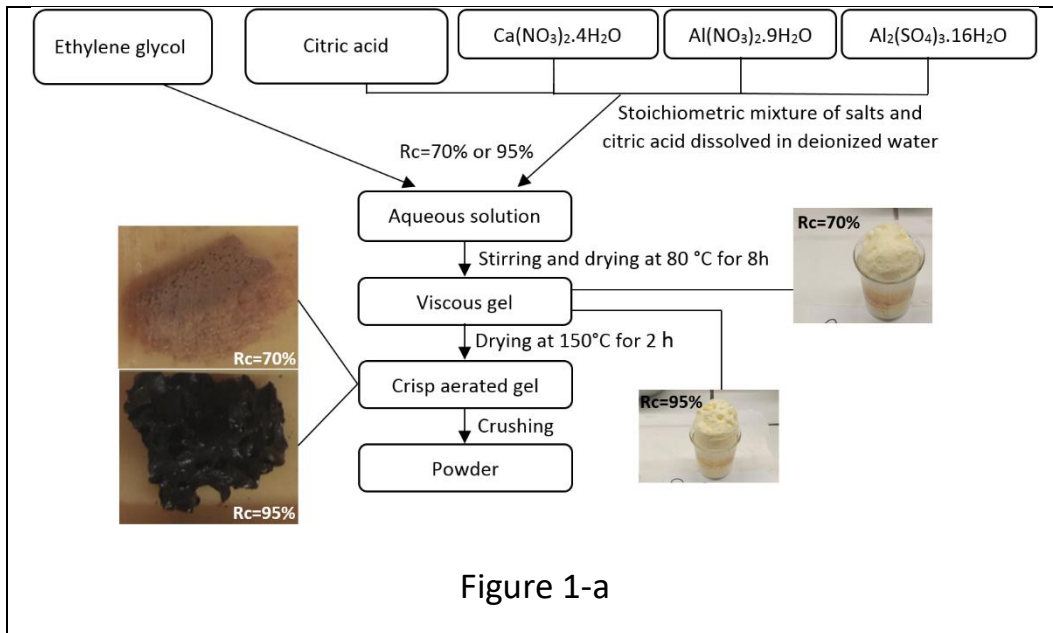 Ethylene glycol
Citric acid
Ca(NO₃)₂.4H₂O
Al(NO₃)₂.9H₂O
Al₂(SO₄)₃.16H₂O
Stoichiometric mixture of salts and
citric acid dissolved in deionized water
Rc=70% or 95%
Aqueous solution
Rc=70%
Stirring and drying at 80 °C for 8h
Viscous gel
Drying at 150°C for 2 h
Rc=70%
Crisp aerated gel
Rc=95%
Crushing
Powder
Rc=95%
Figure 1-a